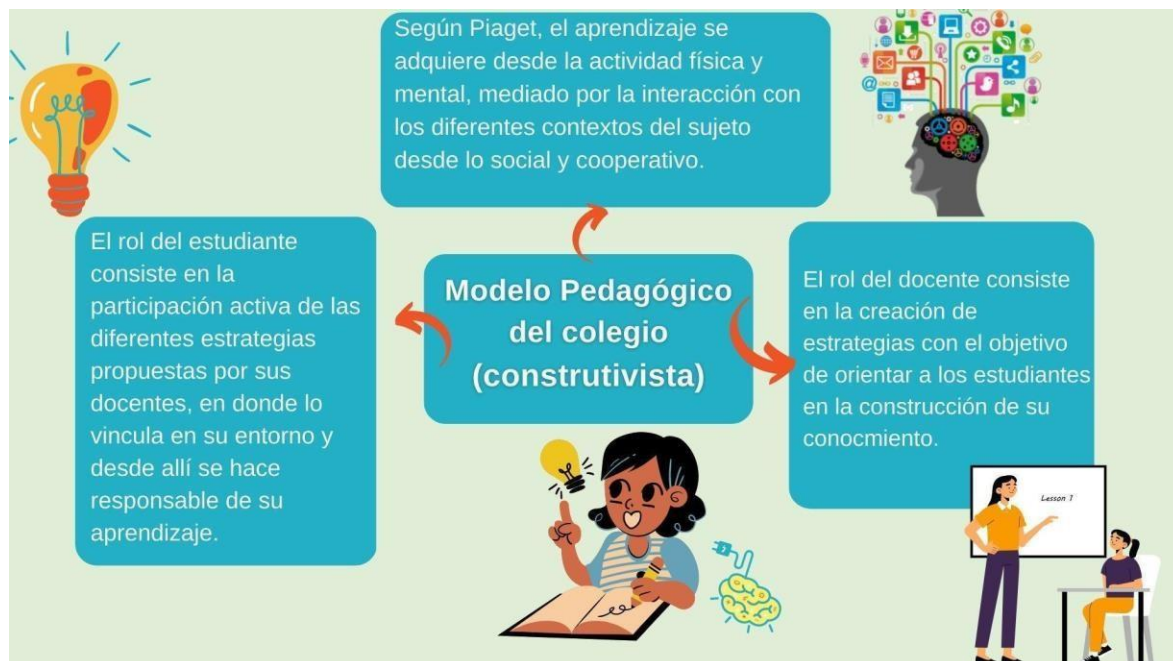 Según Piaget, el aprendizaje se
adquiere desde la actividad física y
mental, mediado por la interacción con
los diferentes contextos del sujeto
desde lo social y cooperativo.
El rol del estudiante
consiste en la
participación activa de las
diferentes estrategias
propuestas por sus
docentes, en donde lo
vincula en su entorno y
desde allí se hace
responsable de su
aprendizaje.
Modelo Pedagógico
del colegio
(construtivista)
El rol del docente consiste
en la creación de
estrategias con el objetivo
de orientar a los estudiantes
en la construcción de su
conocmiento.
Lesson 1